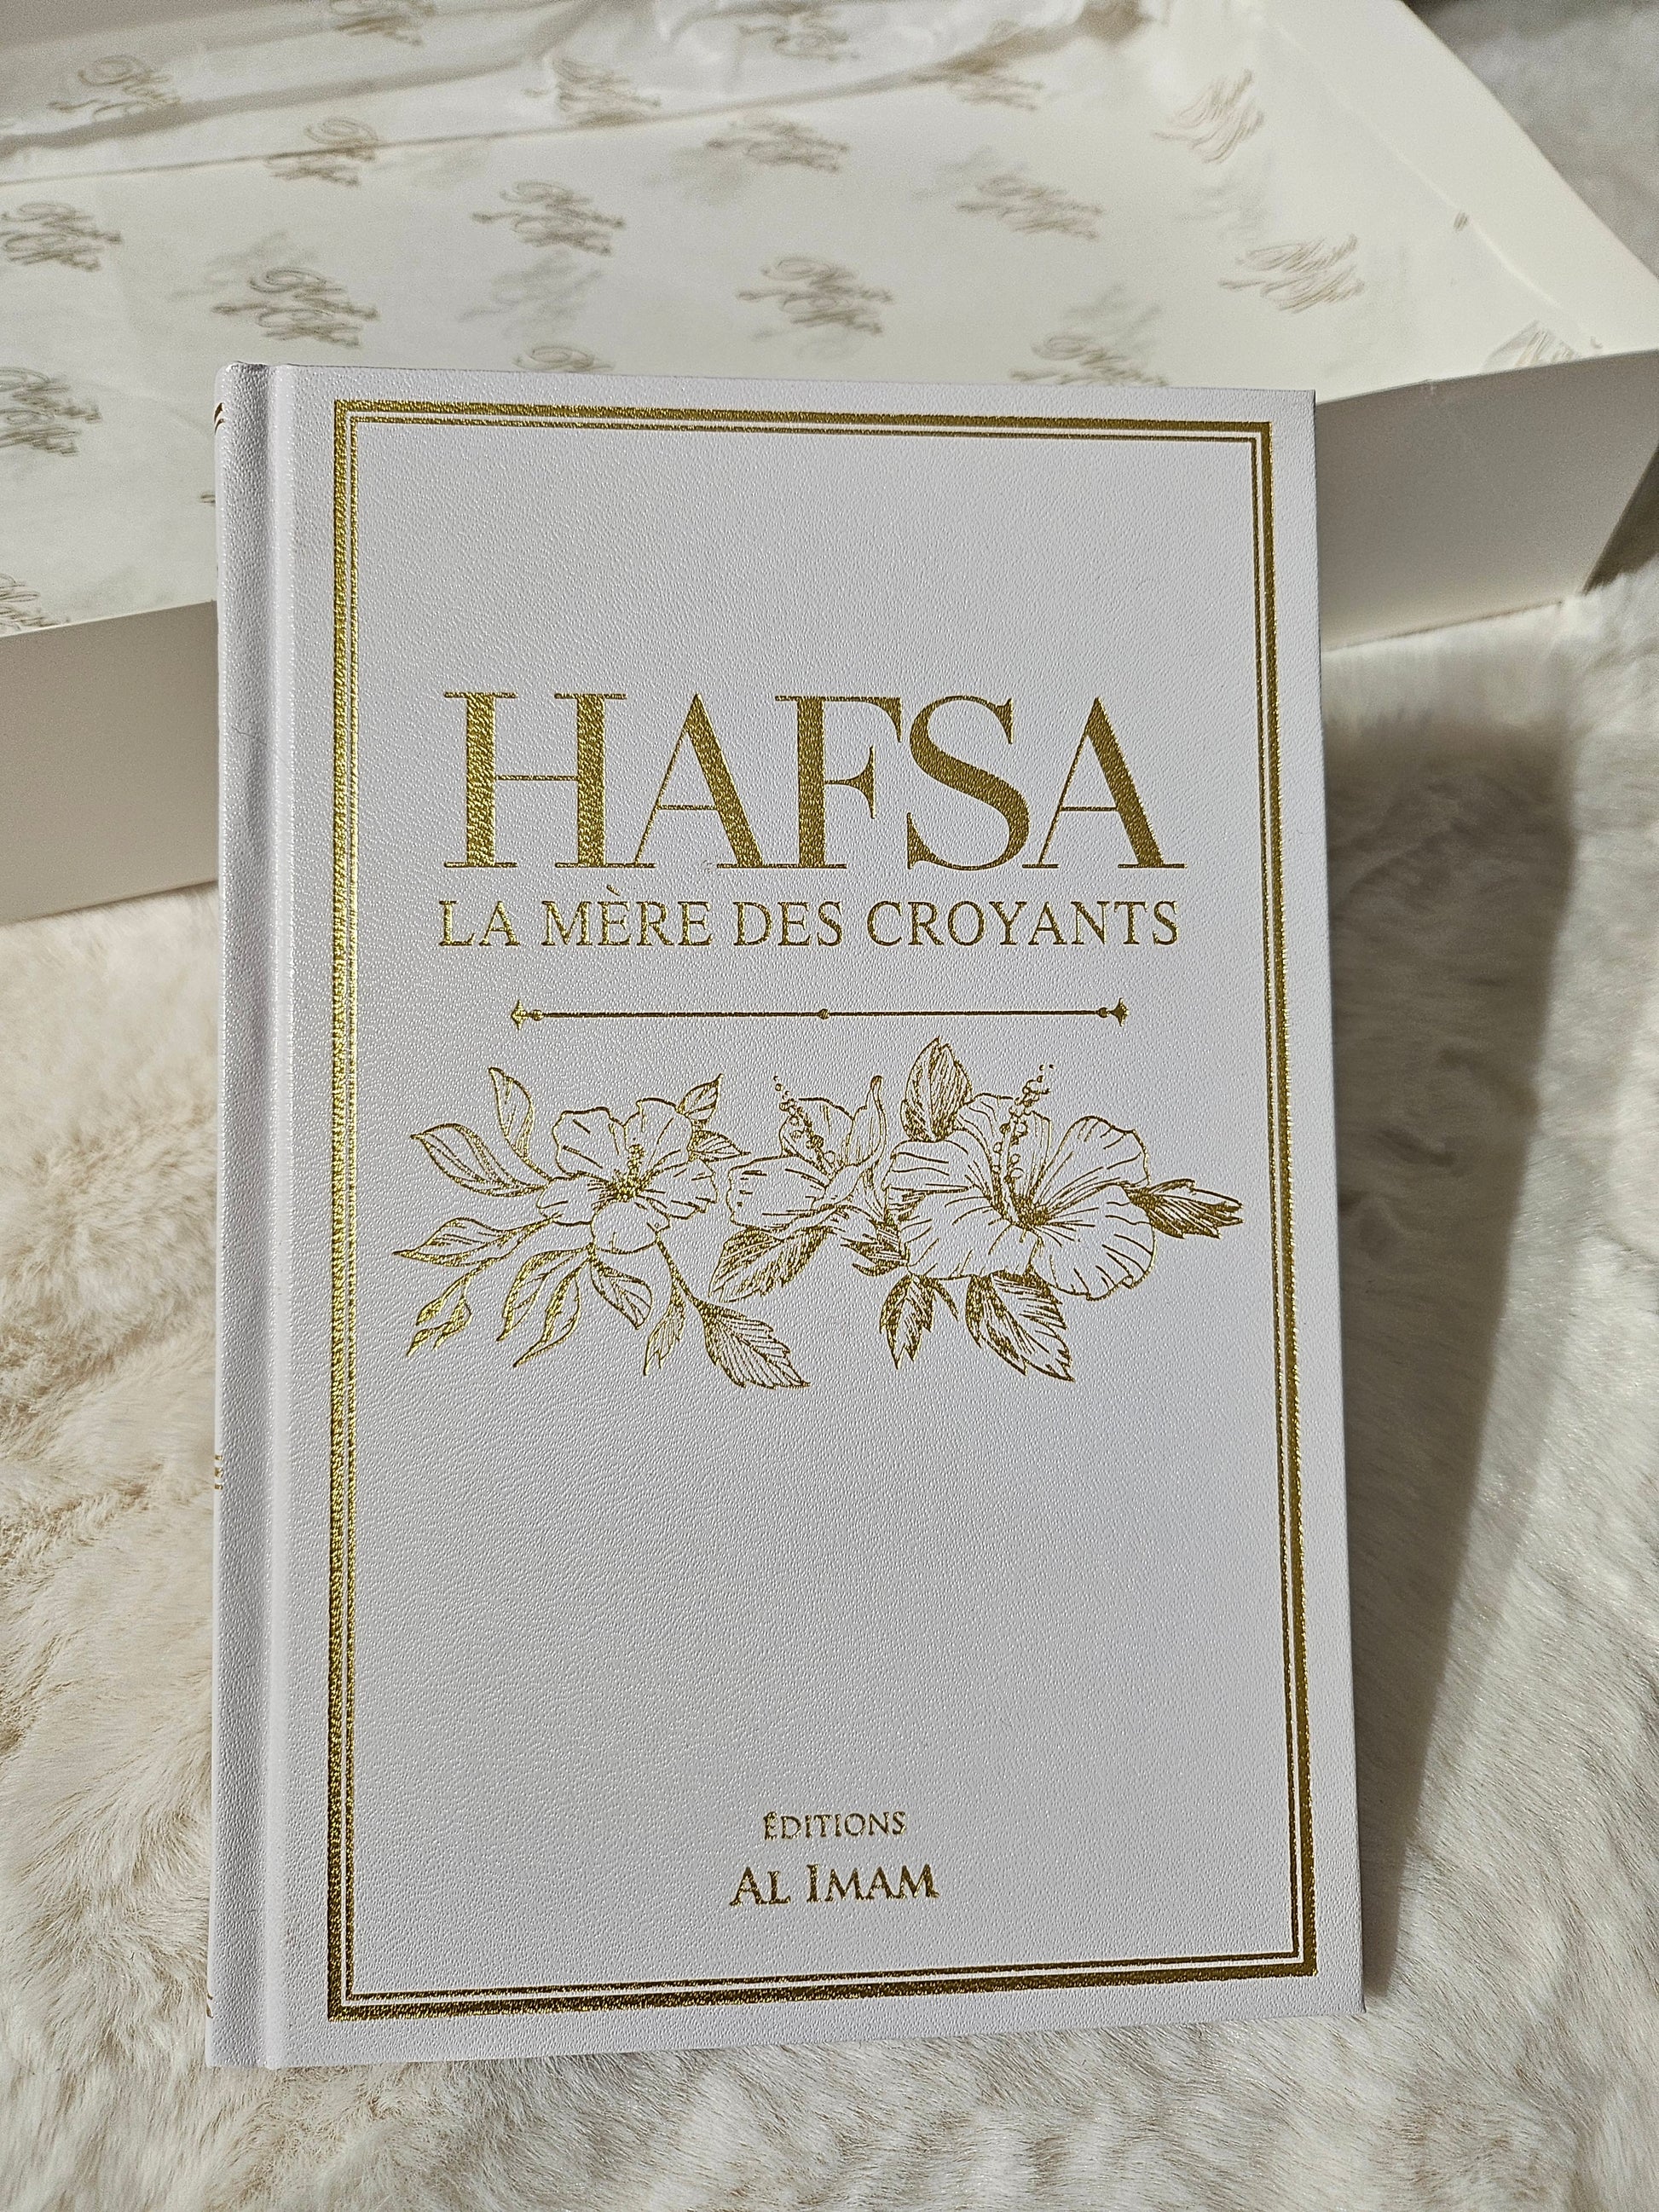 HAFSA
LA MÈRE DES CROYANTS
ÉDITIONS
AL IMAM